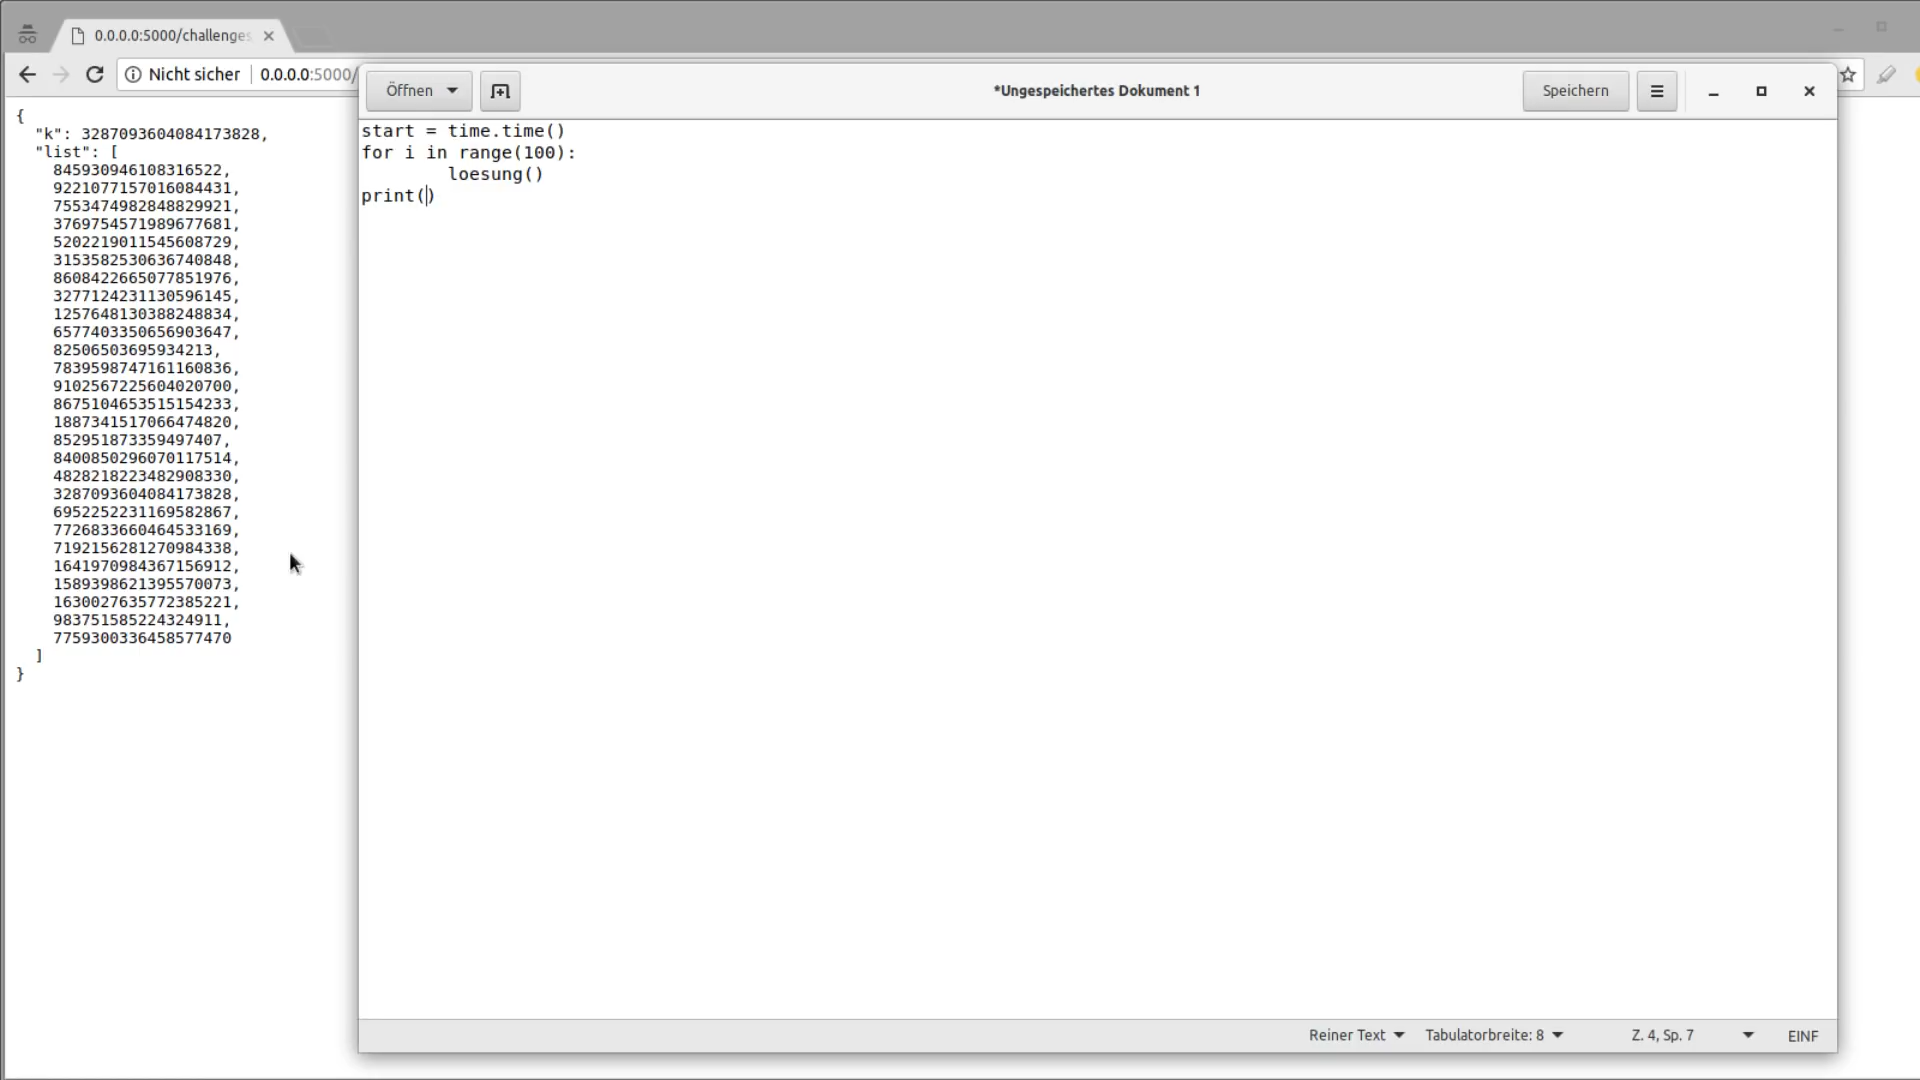 0.0.0.0:5000/challenges
Nicht sicher
0.0.0.0:5000/
{
"k": 3287093604084173828,
"list": [
845930946108316522,
9221077157016084431,
7553474982848829921,
3769754571989677681,
5202219011545608729,
3153582530636740848,
8608422665077851976,
3277124231130596145,
1257648130388248834,
6577403350656903647,
82506503695934213,
7839598747161160836,
9102567225604020700,
8675104653515154233,
1887341517066474820,
852951873359497407,
8400850296070117514,
4828218223482908330,
3287093604084173828,
6952252231169582867,
7726833660464533169,
7192156281270984338,
1641970984367156912,
1589398621395570073,
1630027635772385221,
983751585224324911,
7759300336458577470
]
}
Öffnen
*Ungespeichertes Dokument 1
Speichern
start = time.time()
for i in range(100):
loesung()
print()
Reiner Text
Tabulatorbreite: 8
Z. 4, Sp. 7
EINF